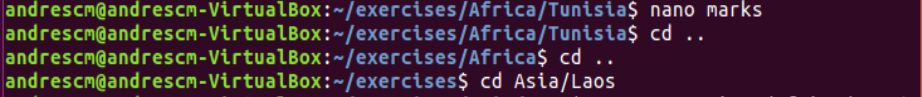 andrescm@andrescm-VirtualBox:~/exercises/Africa/Tunisia$ nano marks
andrescm@andrescm-VirtualBox:~/exercises/Africa/Tunisia$ cd ..
andrescm@andrescm-VirtualBox:~/exercises/Africa$ cd ..
andrescm@andrescm-VirtualBox:~/exercises$ cd Asia/Laos